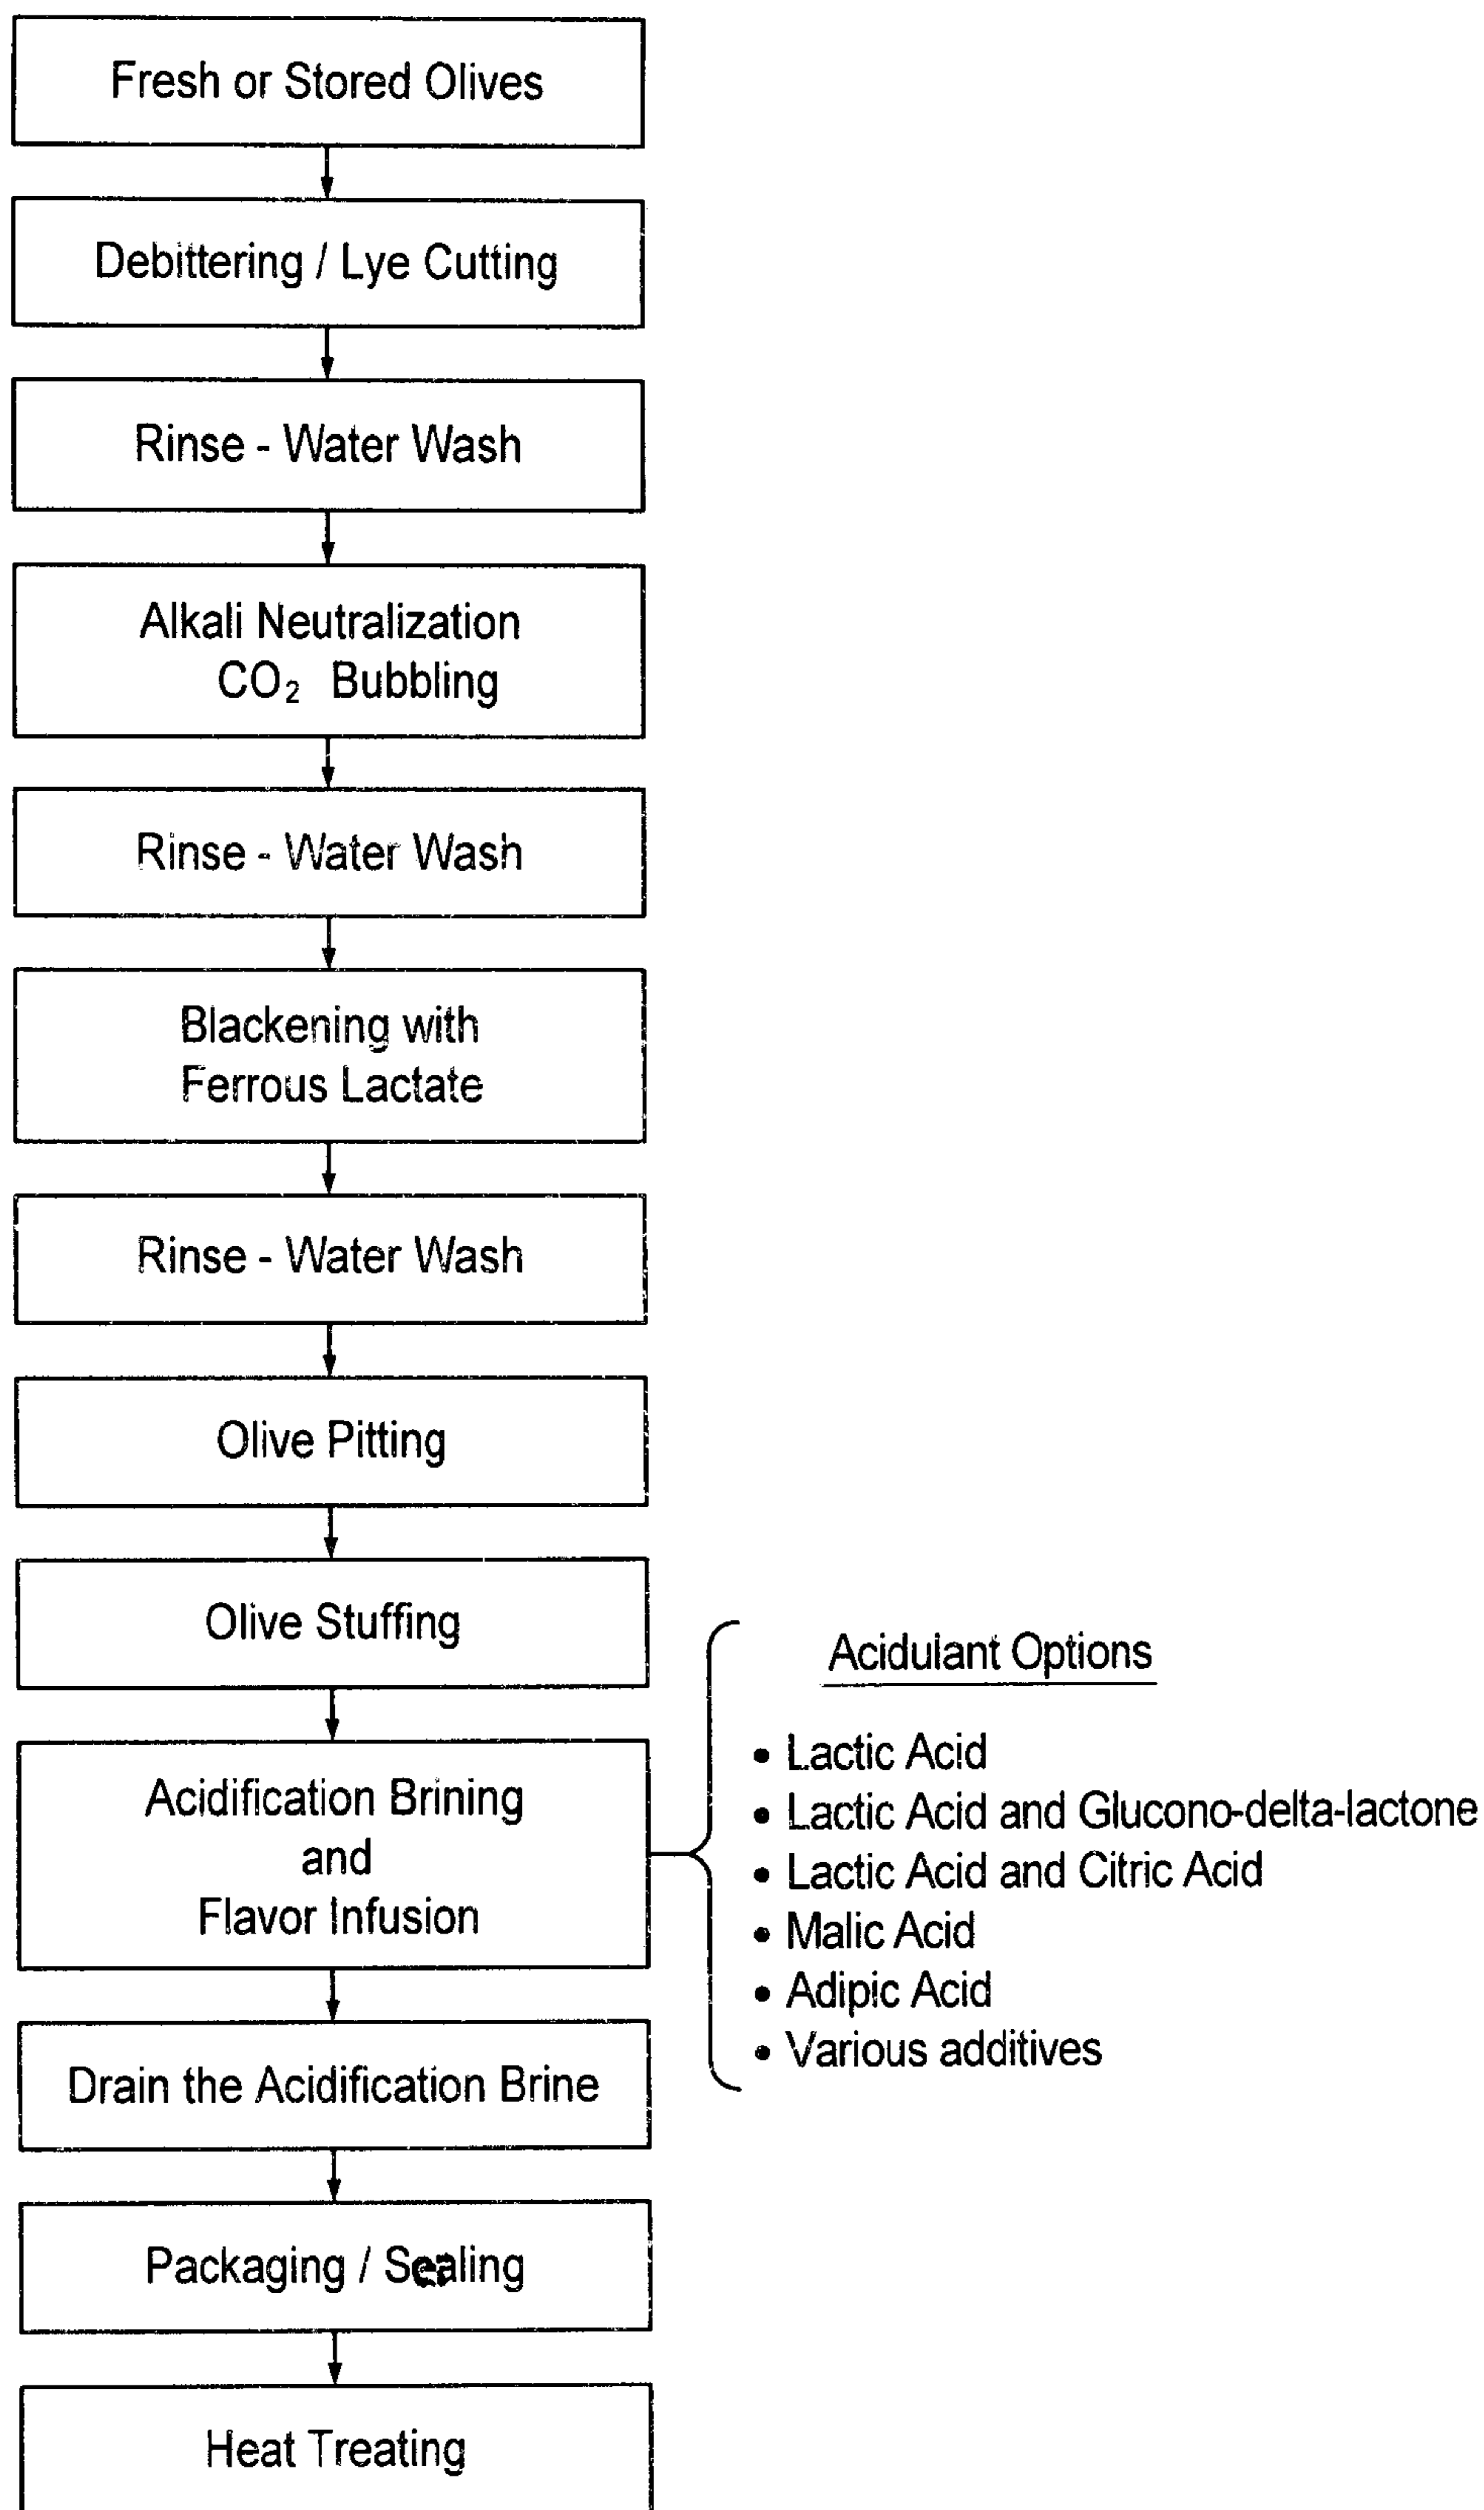 Fresh or Stored Olives
Debittering / Lye Cutting
Rinse - Water Wash
Alkali Neutralization
CO₂ Bubbling
Rinse - Water Wash
Blackening with
Ferrous Lactate
Rinse - Water Wash
Olive Pitting
Olive Stuffing
Acidification Brining
and
Flavor Infusion
Acidulant Options
• Lactic Acid
• Lactic Acid and Glucono-delta-lactone
• Lactic Acid and Citric Acid
• Malic Acid
• Adipic Acid
• Various additives
Drain the Acidification Brine
Packaging / Sealing
Heat Treating